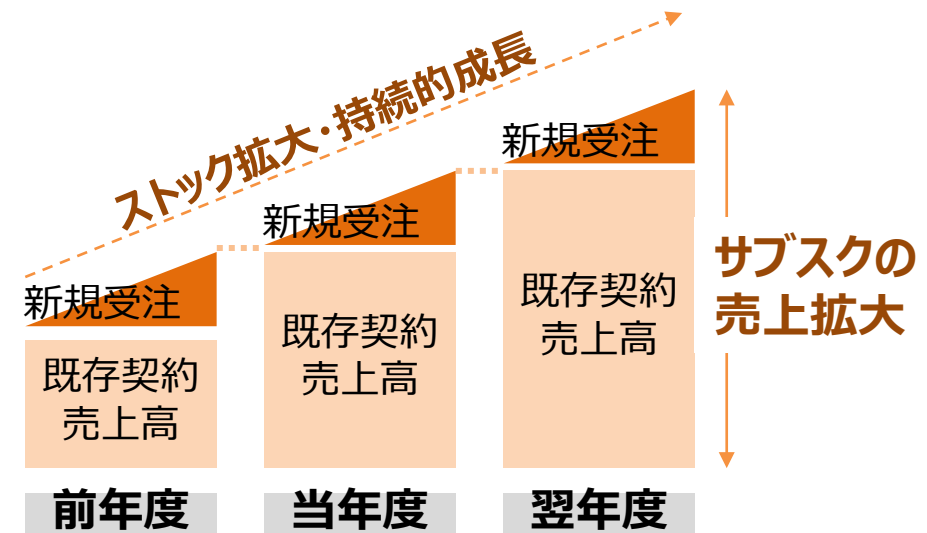 ストック拡大・持続的成長
新規受注
既存契約
売上高
前年度
新規受注
既存契約
売上高
当年度
新規受注
既存契約
売上高
翌年度
サブスクの
売上拡大